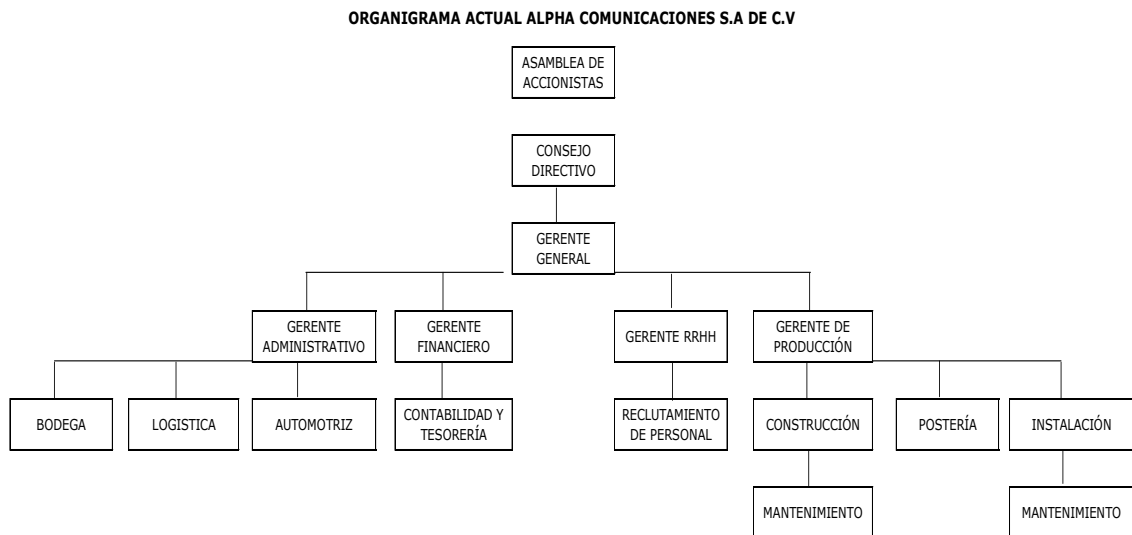 ORGANIGRAMA ACTUAL ALPHA COMUNICACIONES S.A DE C.V
ASAMBLEA DE
ACCIONISTAS
CONSEJO
DIRECTIVO
GERENTE
GENERAL
GERENTE
ADMINISTRATIVO
GERENTE
FINANCIERO
GERENTE RRHH
GERENTE DE
PRODUCCIÓN
BODEGA
LOGISTICA
AUTOMOTRIZ
CONTABILIDAD Y
TESORERÍA
RECLUTAMIENTO
DE PERSONAL
CONSTRUCCIÓN
POSTERÍA
INSTALACIÓN
MANTENIMIENTO
MANTENIMIENTO